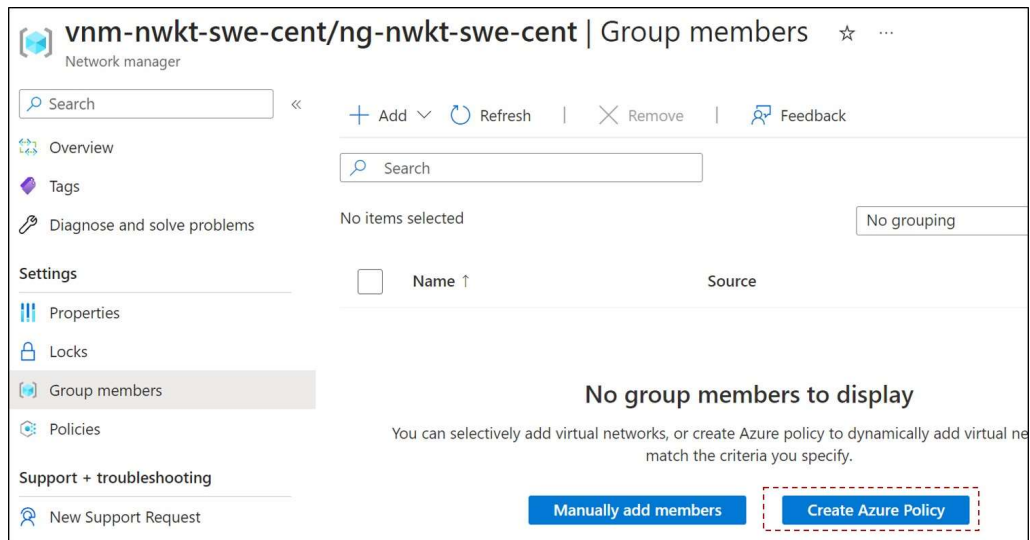 vnm-nwkt-swe-cent/ng-nwkt-swe-cent | Group members
Network manager
Search
Add
Refresh
Remove
Feedback
Overview
Tags
Diagnose and solve problems
Settings
Properties
Locks
Group members
Policies
Support + troubleshooting
New Support Request
Search
No items selected
No grouping
Name ↑
Source
No group members to display
You can selectively add virtual networks, or create Azure policy to dynamically add virtual
match the criteria you specify.
Manually add members
Create Azure Policy